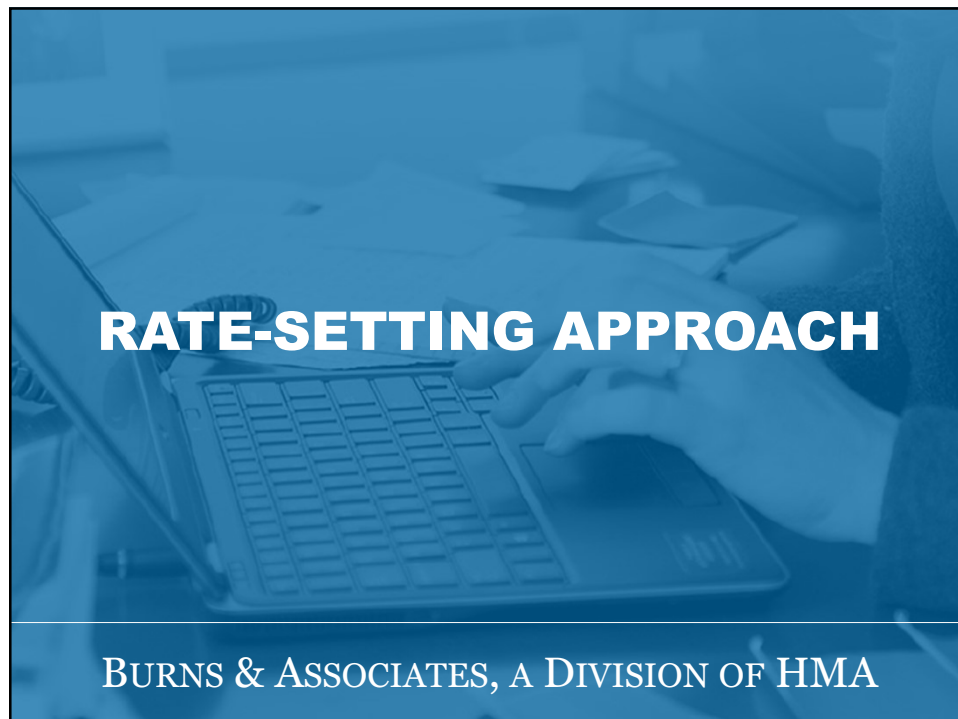 RATE-SETTING APPROACH
BURNS & ASSOCIATES, A DIVISION OF HMA